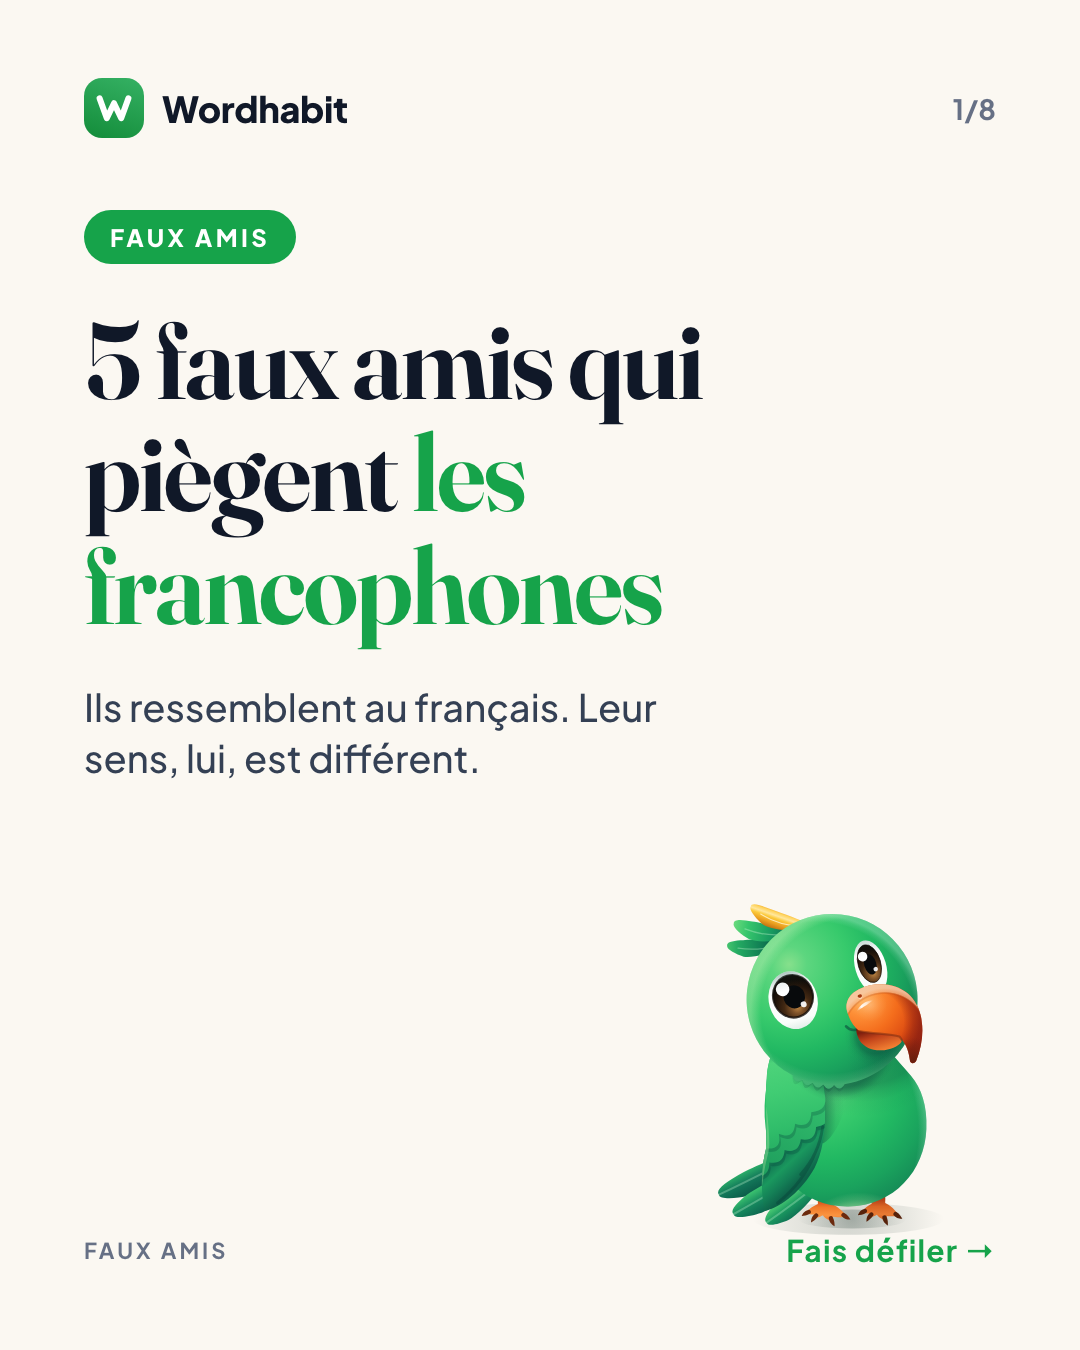 Wordhabit
1/8
FAUX AMIS
5 faux amis qui
piègent les
francophones
Ils ressemblent au français. Leur
sens, lui, est différent.
FAUX AMIS
Fais défiler →